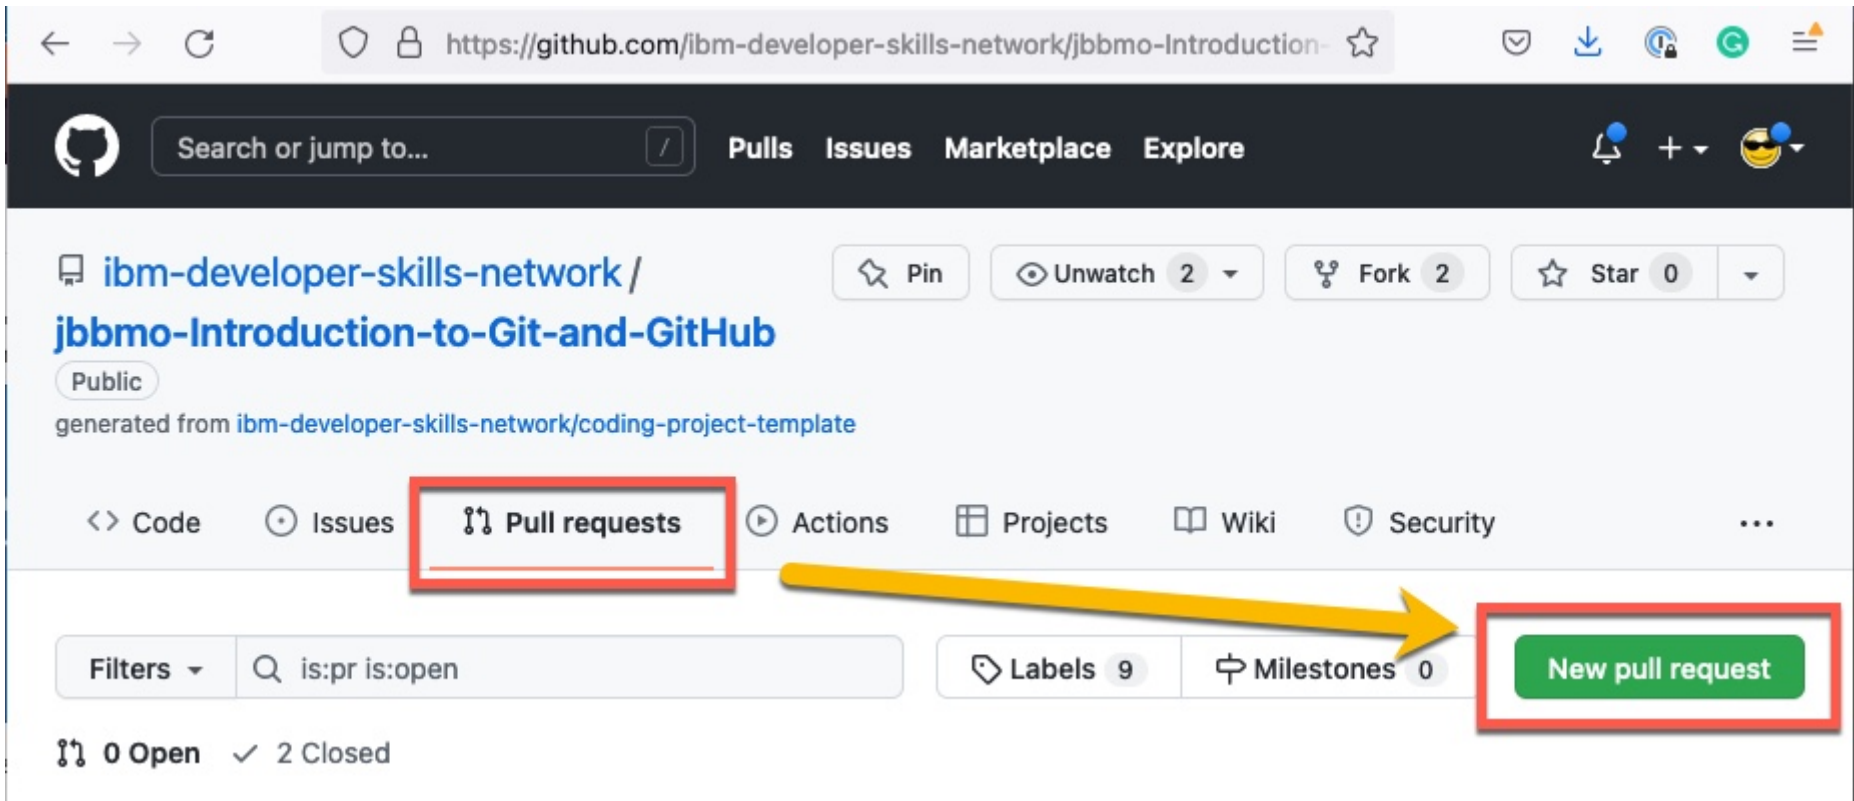 https://github.com/ibm-developer-skills-network/jbbmo-Introduction-
Search or jump to... / Pulls Issues Marketplace Explore
ibm-developer-skills-network / Pin Unwatch 2 Fork 2 Star 0
jbbmo-Introduction-to-Git-and-GitHub
Public
generated from ibm-developer-skills-network/coding-project-template
Code Issues Pull requests Actions Projects Wiki Security ...
Filters is:pr is:open Labels 9 Milestones 0 New pull request
0 Open 2 Closed